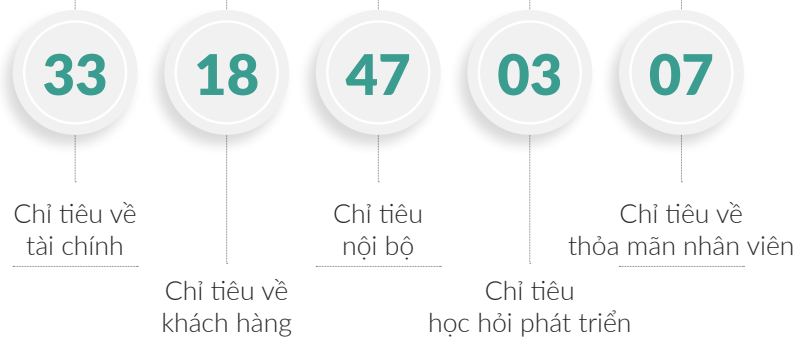 33
18
47
03
07
Chỉ tiêu về
tài chính
Chỉ tiêu về
khách hàng
Chỉ tiêu
nội bộ
Chỉ tiêu
học hỏi phát triển
Chỉ tiêu về
thỏa mãn nhân viên